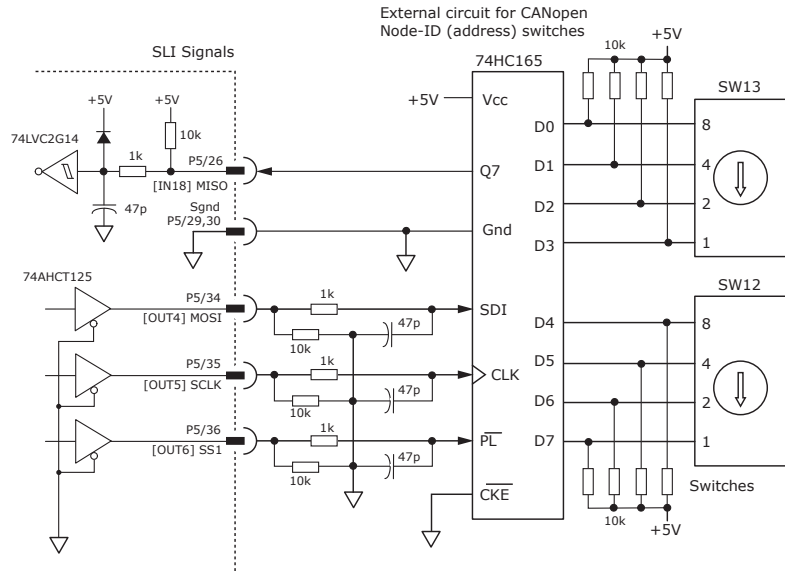 External circuit for CANopen
Node-ID (address) switches
SLI Signals
74HC165
10k
+5V
SW13
+5V
+5V
+5V
Vcc
74LVC2G14
10k
D0
8
1k
P5/26
Q7
D1
4
[IN18] MISO
47p
Sgnd
P5/29,30
D2
2
Gnd
D3
1
74AHCT125
SW12
1k
P5/34
SDI
D4
8
[OUT4] MOSI
47p
10k
D5
4
1k
P5/35
CLK
[OUT5] SCLK
47p
10k
D6
2
1k
P5/36
PL
D7
1
[OUT6] SS1
47p
10k
CKE
Switches
10k
+5V